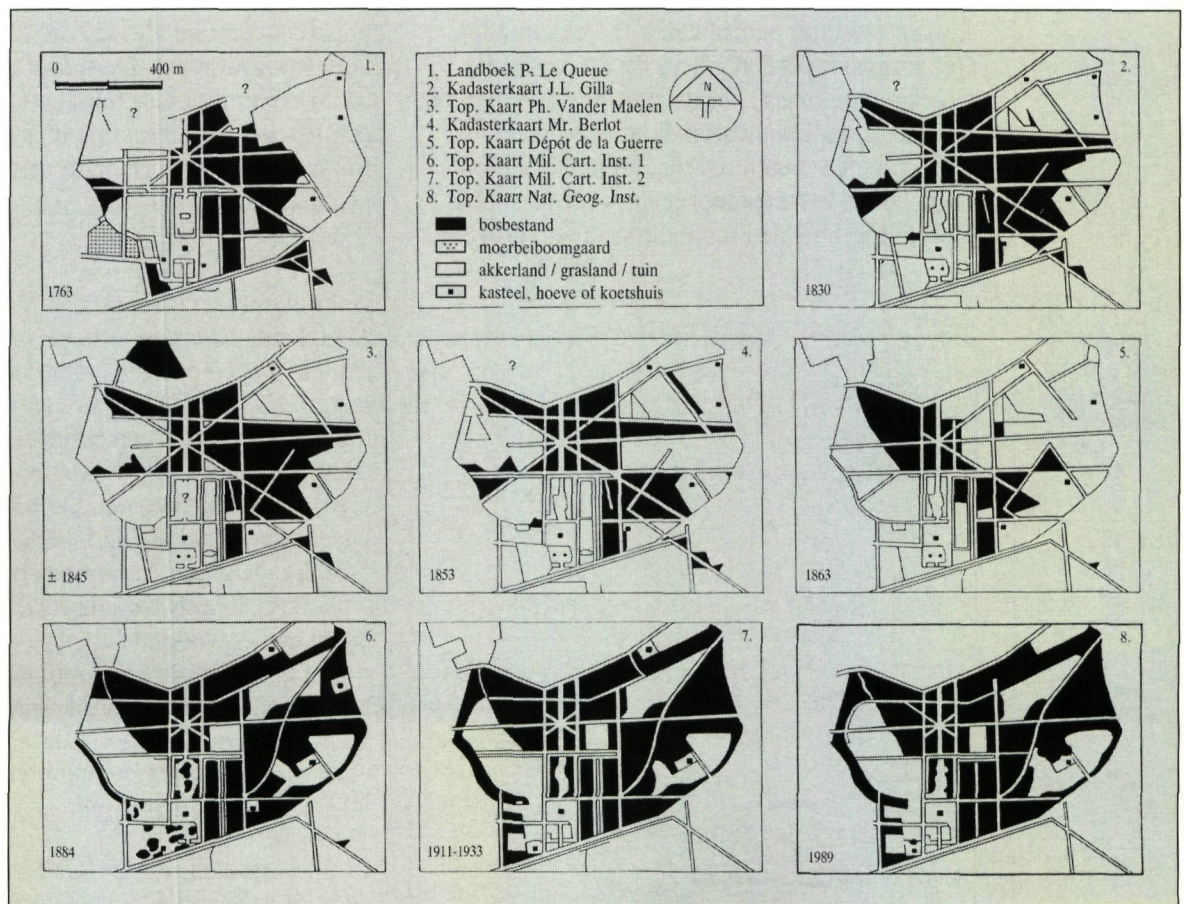 0 400 m
1.
?
?
1763
1. Landboek P. Le Queue
2. Kadasterkaart J.L. Gilla
3. Top. Kaart Ph. Vander Maelen
4. Kadasterkaart Mr. Berlot
5. Top. Kaart Dépót de la Guerre
6. Top. Kaart Mil. Cart. Inst. 1
7. Top. Kaart Mil. Cart. Inst. 2
8. Top. Kaart Nat. Geog. Inst.
N
bosbestand
moerbeiboomgaard
akkerland / grasland / tuin
kasteel, hoeve of koetshuis
2.
?
1830
3.
?
± 1845
4.
?
1853
5.
1863
6.
1884
7.
1911-1933
8.
1989